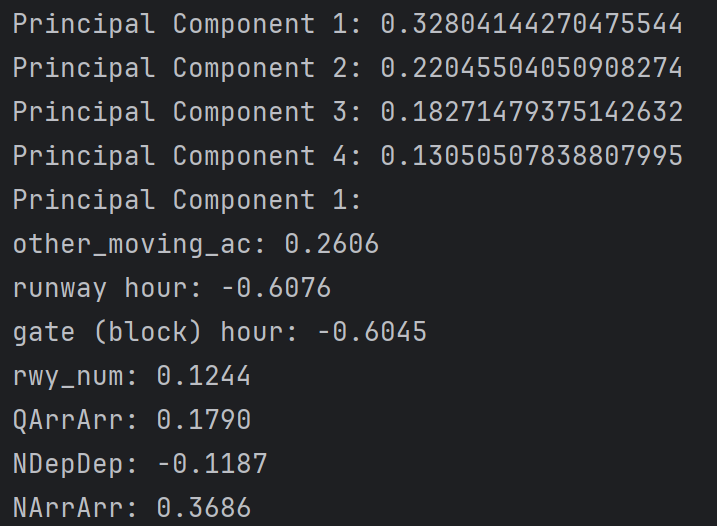 Principal Component 1: 0.32804144270475544
Principal Component 2: 0.22045504050908274
Principal Component 3: 0.18271479375142632
Principal Component 4: 0.13050507838807995
Principal Component 1:
other_moving_ac: 0.2606
runway hour: -0.6076
gate (block) hour: -0.6045
rwy_num: 0.1244
QArrArr: 0.1790
NDepDep: -0.1187
NArrArr: 0.3686